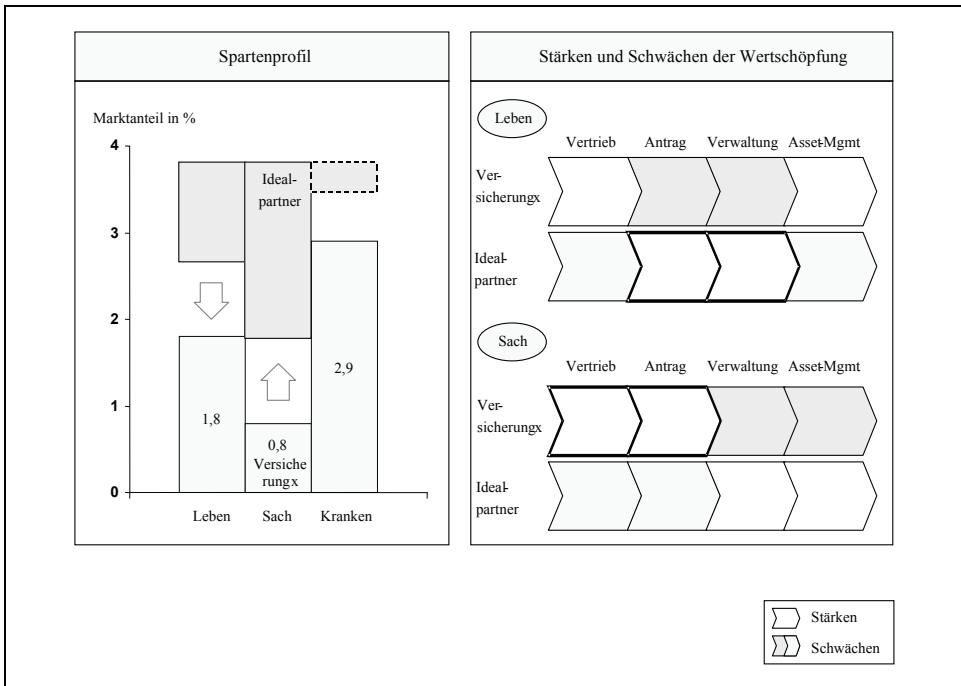 Spartenprofil
Marktanteil in %
4
3
2
1
0
Ideal-
partner
1,8
0,8
Versiche
rungx
2,9
Leben Sach Kranken
Stärken und Schwächen der Wertschöpfung
Leben
Vertrieb Antrag Verwaltung Asset-Mgmt
Ver-
sicherungx
Ideal-
partner
Sach
Vertrieb Antrag Verwaltung Asset-Mgmt
Ver-
sicherungx
Ideal-
partner
Stärken
Schwächen